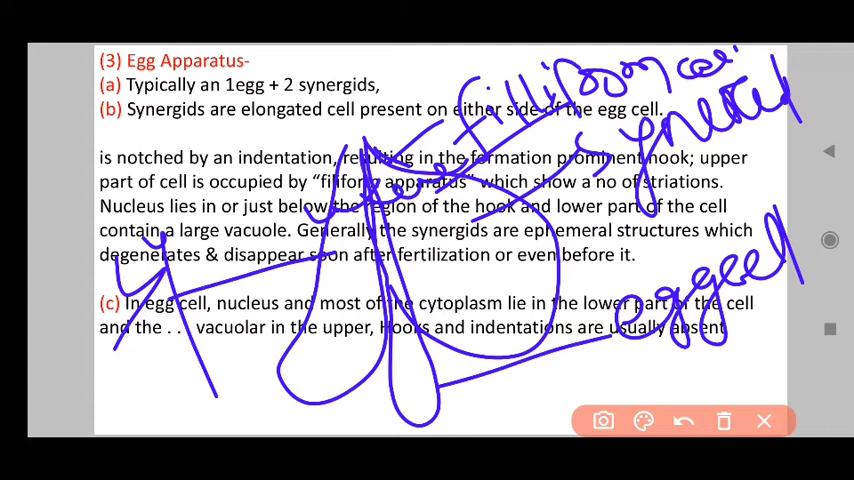 (3) Egg Apparatus-
(a) Typically an 1egg + 2 synergids,
(b) Synergids are elongated cell present on either side of the egg cell.
is notched by an indentation, resulting in the formation prominent hook; upper
part of cell is occupied by “filiform apparatus” which show a no of striations.
Nucleus lies in or just below the region of the hook and lower part of the cell
contain a large vacuole. Generally the synergids are ephemeral structures which
degenerates & disappear soon after fertilization or even before it.
(c) In egg cell, nucleus and most of the cytoplasm lie in the lower part of the cell
and the . . vacuolar in the upper, Hooks and indentations are usually absent
egg cell